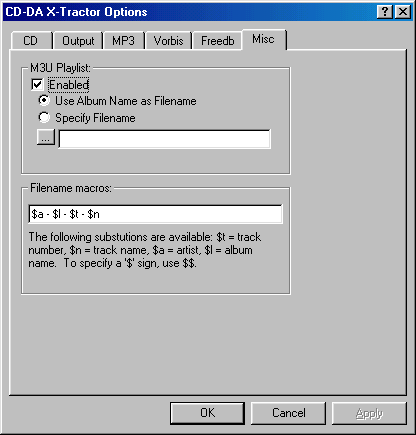 CD-DA X-Tractor Options
CD Output MP3 Vorbis Freedb Misc
M3U Playlist:
Enabled
Use Album Name as Filename
Specify Filename
...
Filename macros:
$a - $l - $t - $n
The following substutions are available: $t = track
number, $n = track name, $a = artist, $l = album
name. To specify a '$' sign, use $$.
OK Cancel Apply